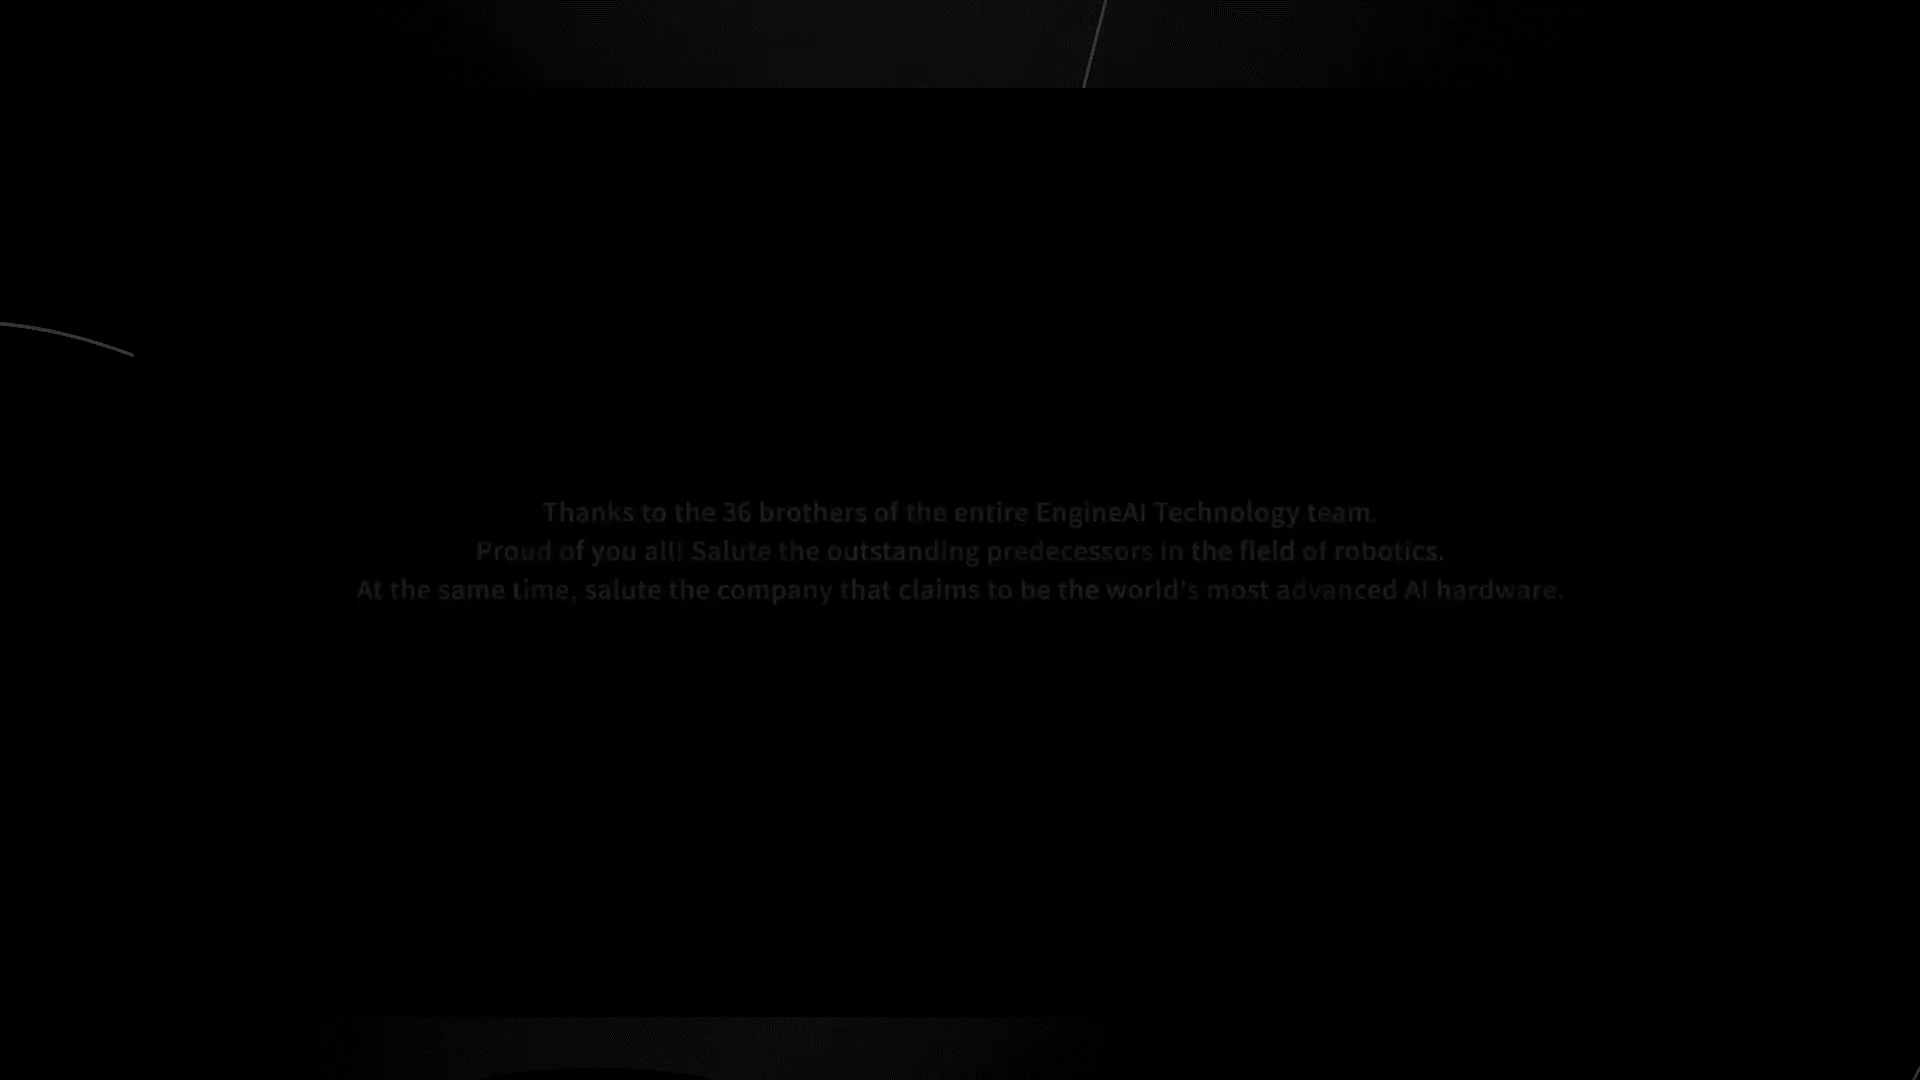 Thanks to the 36 brothers of the entire EngineAI Technology team.
Proud of you all! Salute the outstanding predecessors in the field of robotics.
At the same time, salute the company that claims to be the world's most advanced AI hardware.